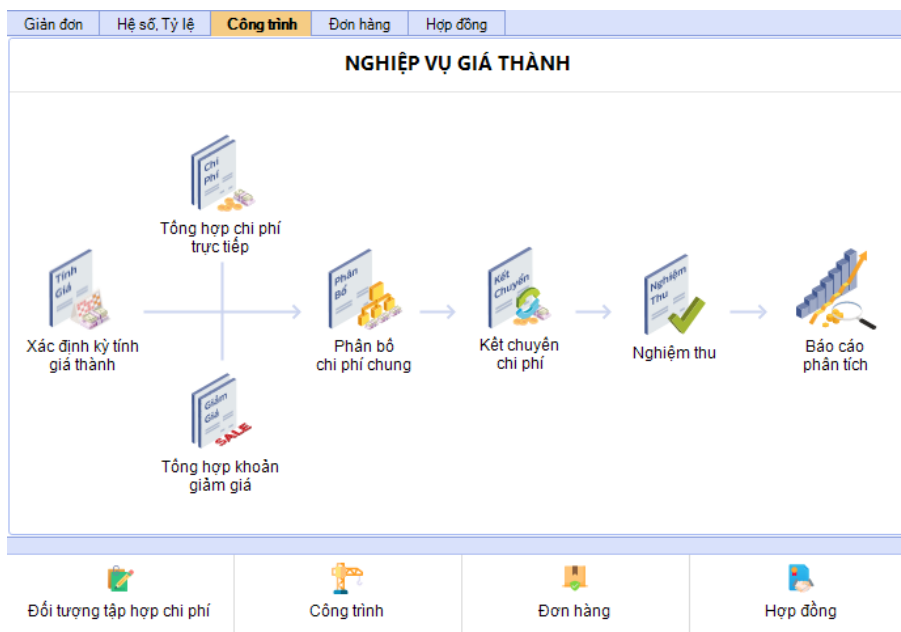 Giản đơn
Hệ số, Tỷ lệ
Công trình
Đơn hàng
Hợp đồng
NGHIỆP VỤ GIÁ THÀNH
Chi
Phí
Tổng hợp chi phí
trực tiếp
Tính
Giá
Xác định kỳ tính
giá thành
Phân
Bổ
Phân bổ
chi phí chung
Kết
Chuyển
Kết chuyển
chi phí
Nghiệm
Thu
Nghiệm thu
Báo cáo
phân tích
Giảm
Giá
SALE
Tổng hợp khoản
giảm giá
Đối tượng tập hợp chi phí
Công trình
Đơn hàng
Hợp đồng